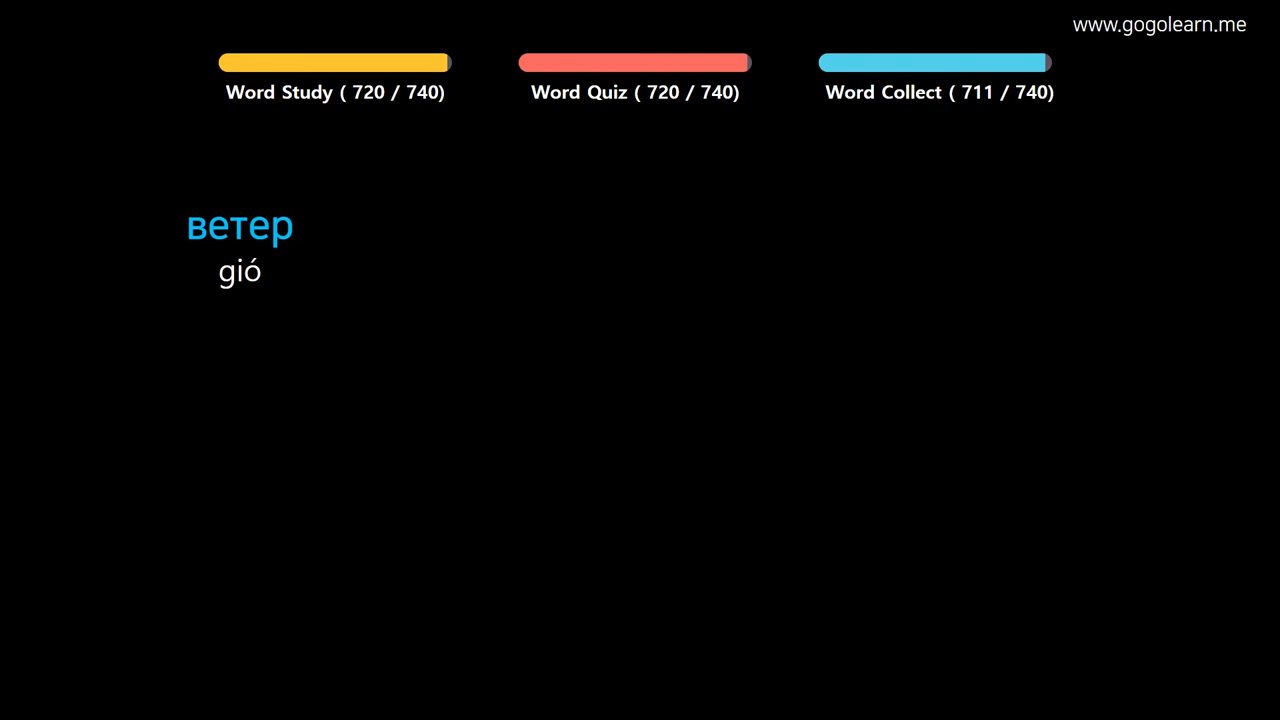 www.gogolearn.me
Word Study ( 720 / 740)
Word Quiz ( 720 / 740)
Word Collect ( 711 / 740)
ветер
gió